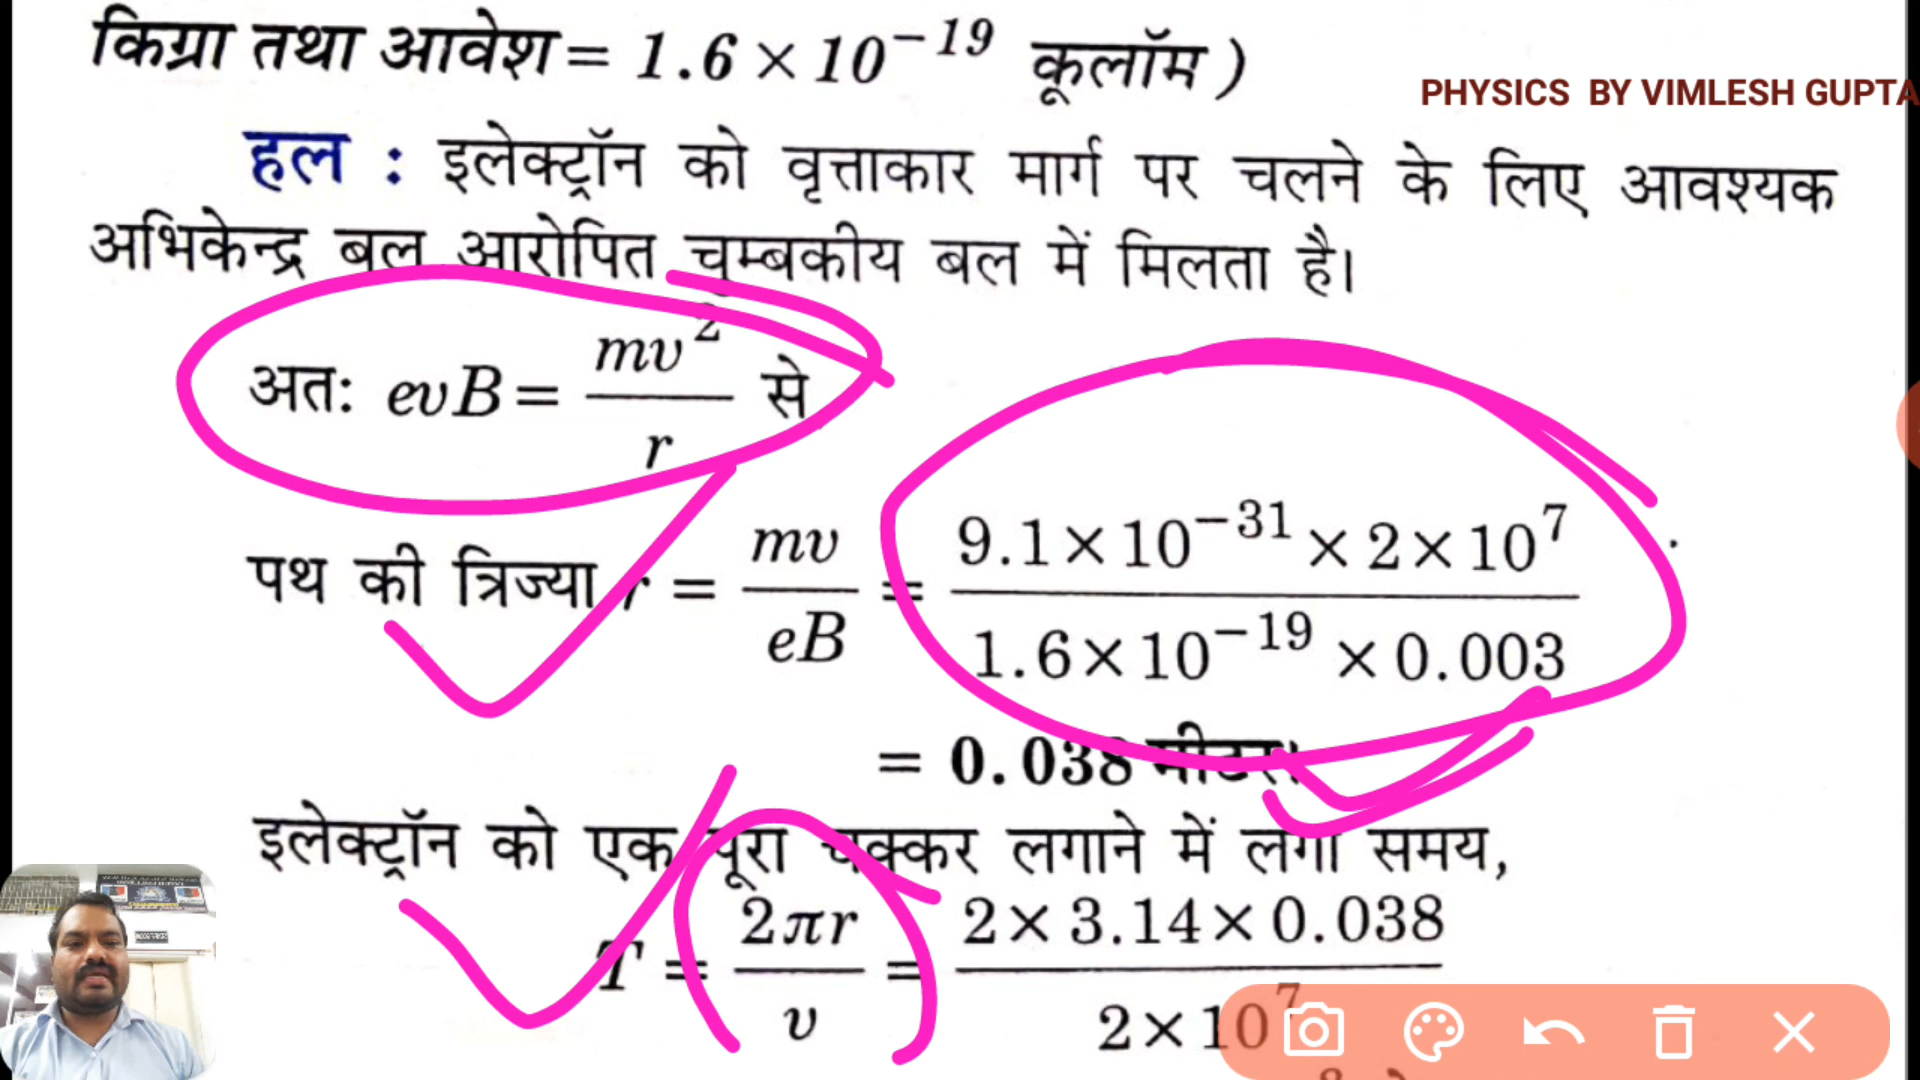 किग्रा तथा आवेश = 1.6 × 10⁻¹⁹ कूलॉम )
PHYSICS BY VIMLESH GUPTA
हल : इलेक्ट्रॉन को वृत्ताकार मार्ग पर चलने के लिए आवश्यक
अभिकेन्द्र बल आरोपित चुम्बकीय बल में मिलता है।
अत: evB = mv²/r से
पथ की त्रिज्या r = mv/eB = 9.1×10⁻³¹×2×10⁷/1.6×10⁻¹⁹×0.003
= 0.038 मीटर।
इलेक्ट्रॉन को एक पूरा चक्कर लगाने में लगा समय,
T = 2πr/v = 2×3.14×0.038/2×10⁷